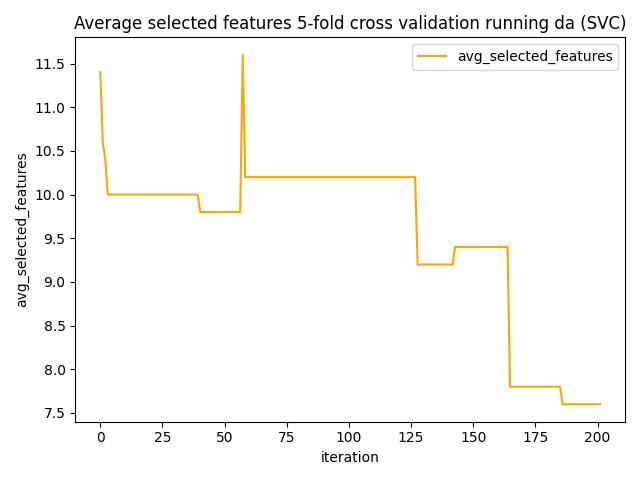 Average selected features 5-fold cross validation running da (SVC)
avg_selected_features
11.5
11.0
10.5
10.0
9.5
9.0
8.5
8.0
7.5
avg_selected_features
0 25 50 75 100 125 150 175 200
iteration